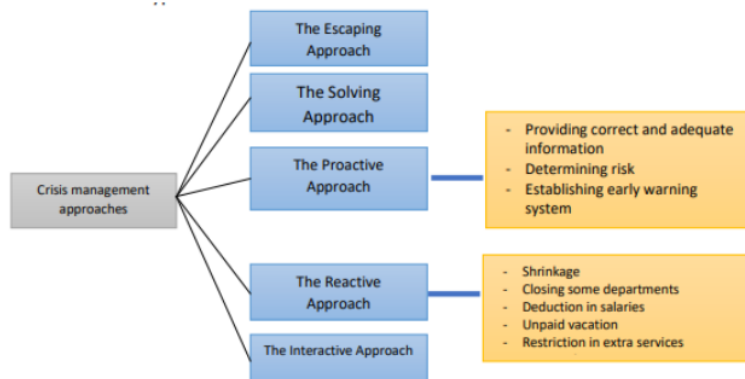 The Escaping
Approach
The Solving
Approach
The Proactive
Approach
- Providing correct and adequate
information
- Determining risk
- Establishing early warning
system
Crisis management
approaches
The Reactive
Approach
- Shrinkage
- Closing some departments
- Deduction in salaries
- Unpaid vacation
- Restriction in extra services
The Interactive Approach